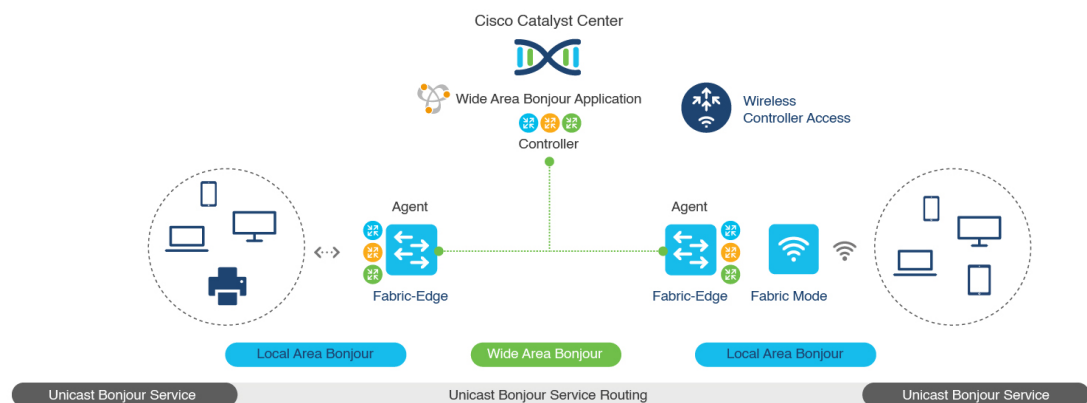 Cisco Catalyst Center
Wide Area Bonjour Application
Controller
Wireless
Controller Access
Agent
Agent
Fabric-Edge
Fabric-Edge
Fabric Mode
Local Area Bonjour
Wide Area Bonjour
Local Area Bonjour
Unicast Bonjour Service
Unicast Bonjour Service Routing
Unicast Bonjour Service